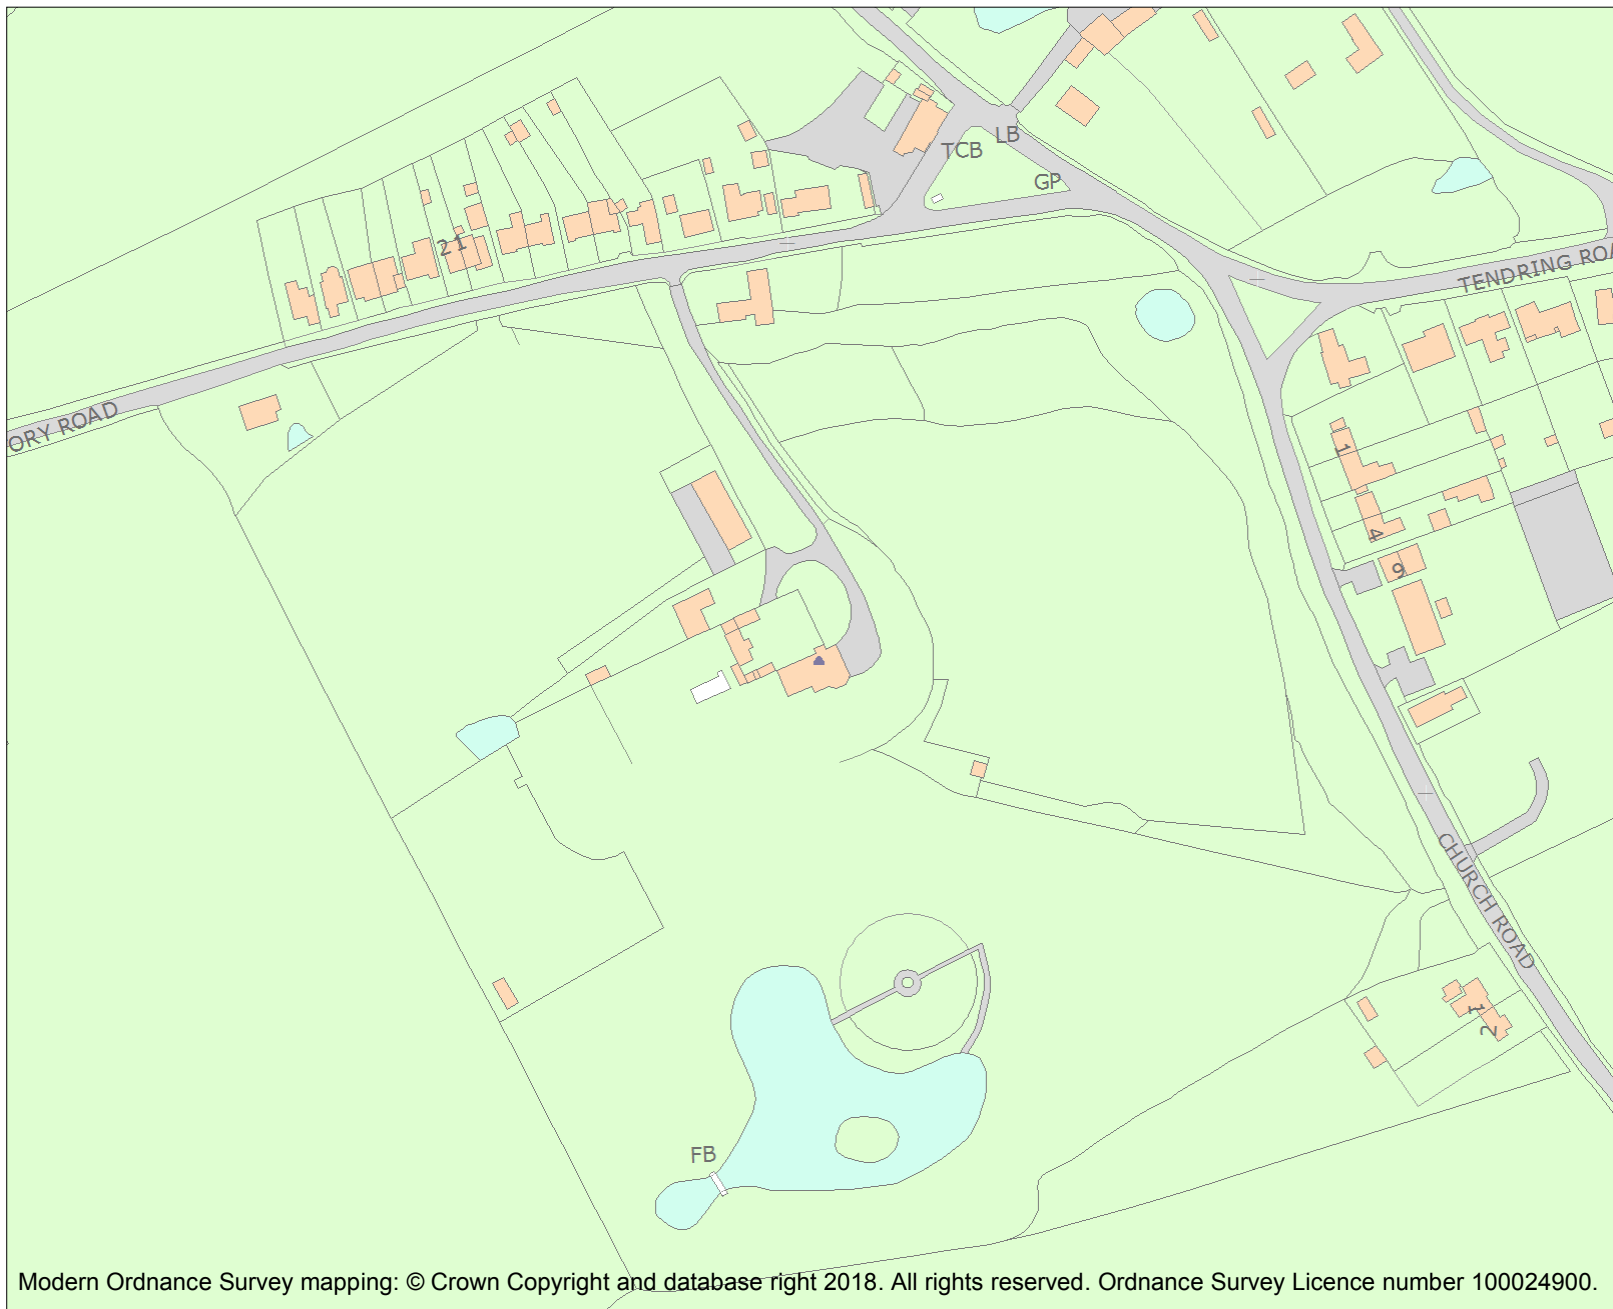 LB
TCB
GP
21
TENDRING ROA
ORY ROAD
1
4
6
CHURCH ROAD
1
2
FB
Modern Ordnance Survey mapping: © Crown Copyright and database right 2018. All rights reserved. Ordnance Survey Licence number 100024900.